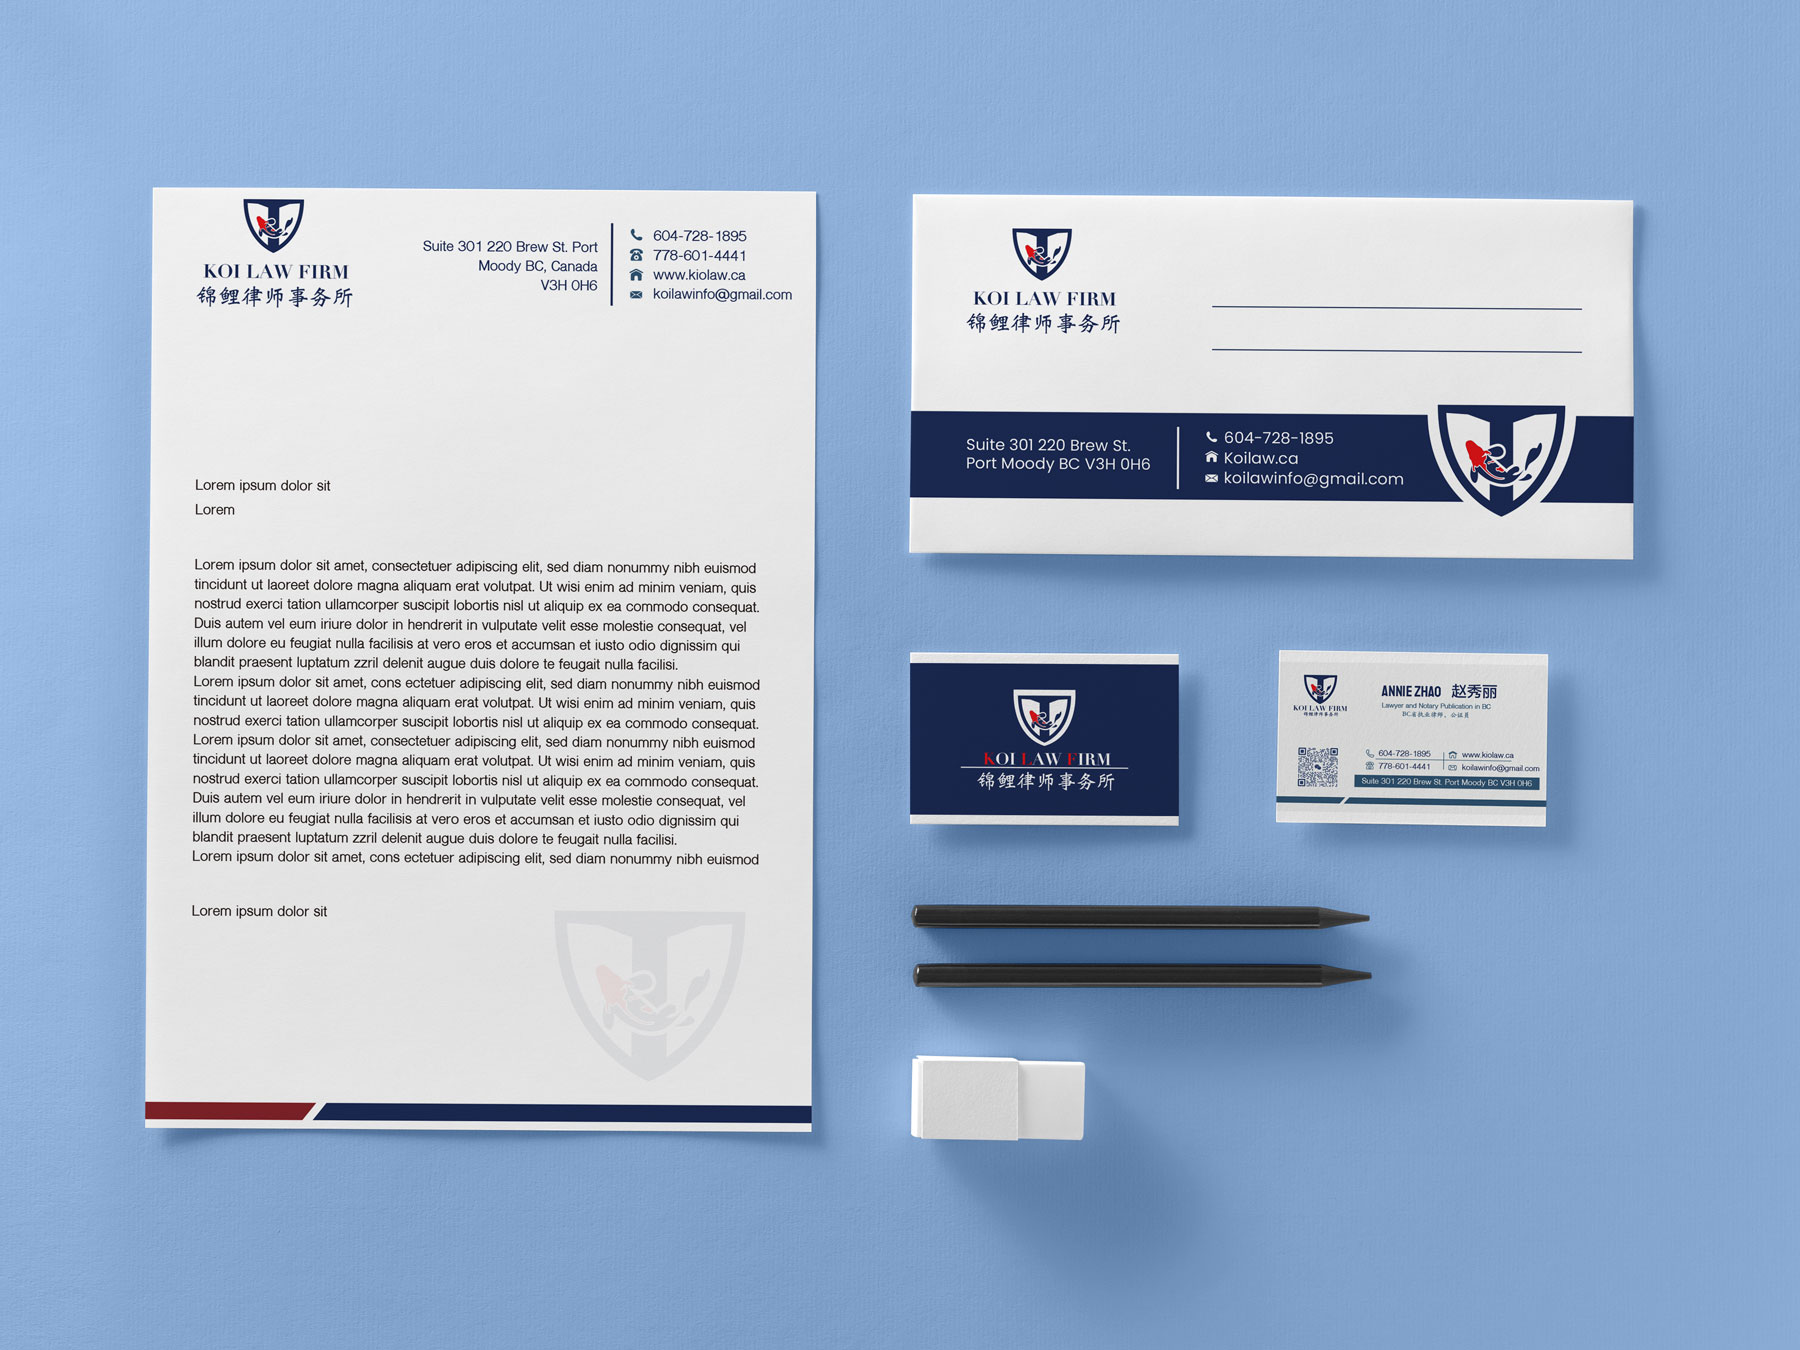 KOI LAW FIRM
锦鲤律师事务所
Suite 301 220 Brew St. Port
Moody BC, Canada
V3H 0H6
604-728-1895
778-601-4441
www.kiolaw.ca
koilawinfo@gmail.com
Lorem ipsum dolor sit
Lorem
Lorem ipsum dolor sit amet, consectetuer adipiscing elit, sed diam nonummy nibh euismod
tincidunt ut laoreet dolore magna aliquam erat volutpat. Ut wisi enim ad minim veniam, quis
nostrud exerci tation ullamcorper suscipit lobortis nisl ut aliquip ex ea commodo consequat.
Duis autem vel eum iriure dolor in hendrerit in vulputate velit esse molestie consequat, vel
illum dolore eu feugiat nulla facilisis at vero eros et accumsan et iusto odio dignissim qui
blandit praesent luptatum zzril delenit augue duis dolore te feugait nulla facilisi.
Lorem ipsum dolor sit amet, cons ectetuer adipiscing elit, sed diam nonummy nibh euismod
tincidunt ut laoreet dolore magna aliquam erat volutpat. Ut wisi enim ad minim veniam, quis
nostrud exerci tation ullamcorper suscipit lobortis nisl ut aliquip ex ea commodo consequat.
Lorem ipsum dolor sit amet, consectetuer adipiscing elit, sed diam nonummy nibh euismod
tincidunt ut laoreet dolore magna aliquam erat volutpat. Ut wisi enim ad minim veniam, quis
nostrud exerci tation ullamcorper suscipit lobortis nisl ut aliquip ex ea commodo consequat.
Duis autem vel eum iriure dolor in hendrerit in vulputate velit esse molestie consequat, vel
illum dolore eu feugiat nulla facilisis at vero eros et accumsan et iusto odio dignissim qui
blandit praesent luptatum zzril delenit augue duis dolore te feugait nulla facilisi.
Lorem ipsum dolor sit amet, cons ectetuer adipiscing elit, sed diam nonummy nibh euismod
Lorem ipsum dolor sit
KOI LAW FIRM
锦鲤律师事务所
Suite 301 220 Brew St.
Port Moody BC V3H 0H6
604-728-1895
Koilaw.ca
koilawinfo@gmail.com
KOI LAW FIRM
锦鲤律师事务所
KOI LAW FIRM
锦鲤律师事务所
ANNIE ZHAO 赵秀丽
Lawyer and Notary Publication in BC
BC省执业律师、公证员
604-728-1895
778-601-4441
www.kiolaw.ca
koilawinfo@gmail.com
Suite 301 220 Brew St. Port Moody BC V3H 0H6